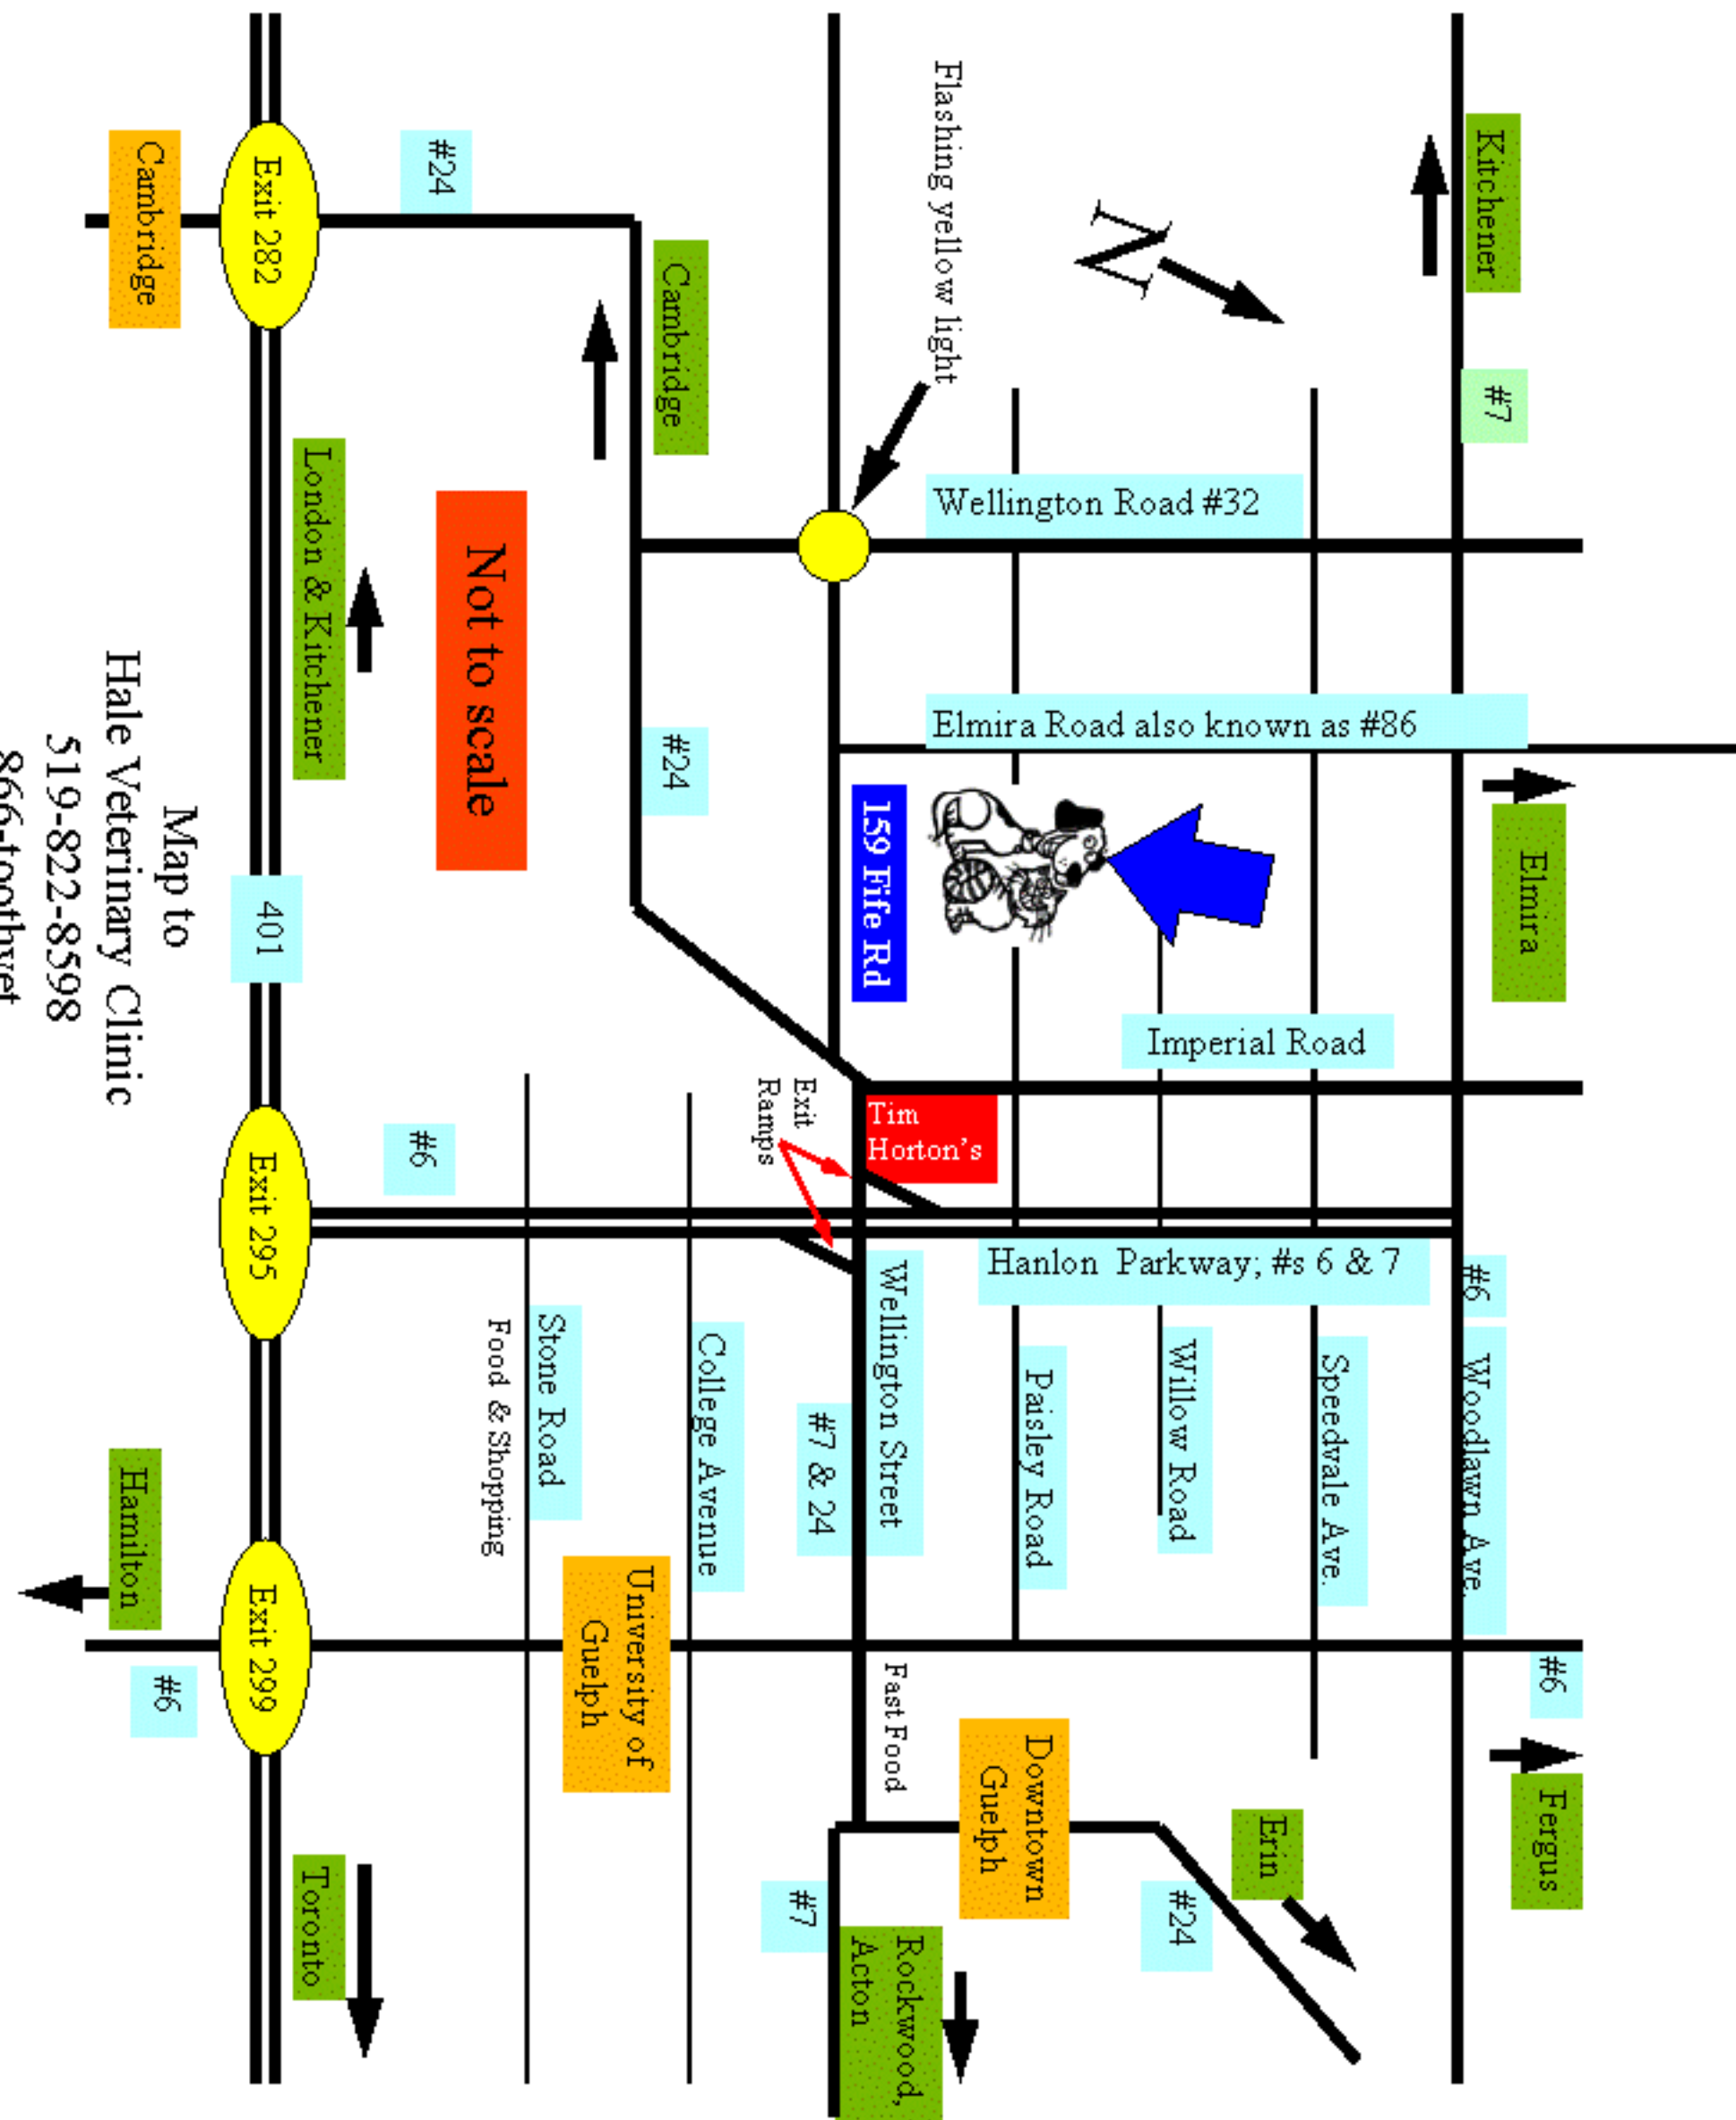 Kitchener
#7
Elmira
#6
Woodlawn Ave.
#6
Fergus
Flashing yellow light
N
Wellington Road #32
Elmira Road also known as #86
Imperial Road
Hanlon Parkway; #s 6 & 7
Speedvale Ave.
Willow Road
Paisley Road
Erin
#24
Downtown
Guelph
159 Fife Rd
Tim
Horton's
Wellington Street
#7 & 24
Fast Food
Rockwood,
Acton
#7
Exit
Ramps
Cambridge
#24
#24
College Avenue
University of
Guelph
Stone Road
Food & Shopping
Not to scale
#6
London & Kitchener
Toronto
Exit 282
401
Exit 295
Exit 299
Cambridge
Hamilton
#6
Map to
Hale Veterinary Clinic
519-822-8598
866-toothvet